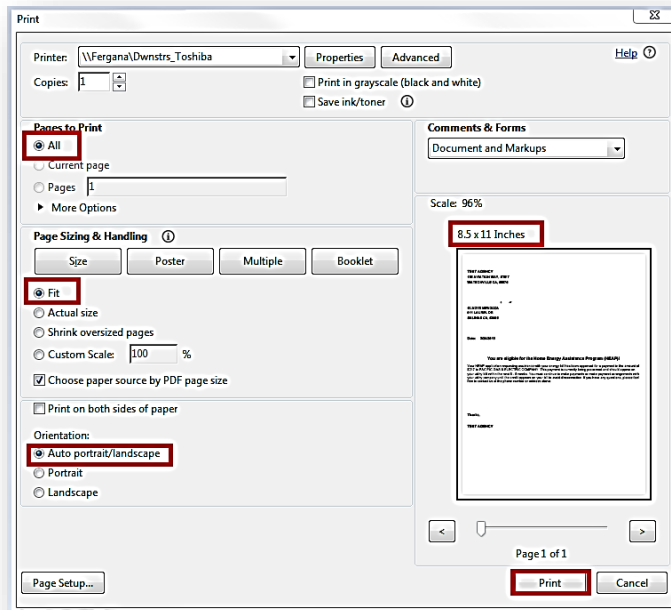 Print
Printer: \\Fergana\Dwnstrs_Toshiba Properties Advanced Help
Copies: 1 Print in grayscale (black and white)
Save ink/toner
Pages to Print
All
Current page
Pages 1
More Options
Comments & Forms
Document and Markups
Page Sizing & Handling
Size Poster Multiple Booklet
Fit
Actual size
Shrink oversized pages
Custom Scale: 100 %
Choose paper source by PDF page size
Print on both sides of paper
Orientation:
Auto portrait/landscape
Portrait
Landscape
Scale: 96%
8.5 x 11 Inches
TEST AGENCY
You are eligible for the Home Energy Assistance Program (HEAP)!
Thanks,
TEST AGENCY
< >
Page 1 of 1
Page Setup... Print Cancel